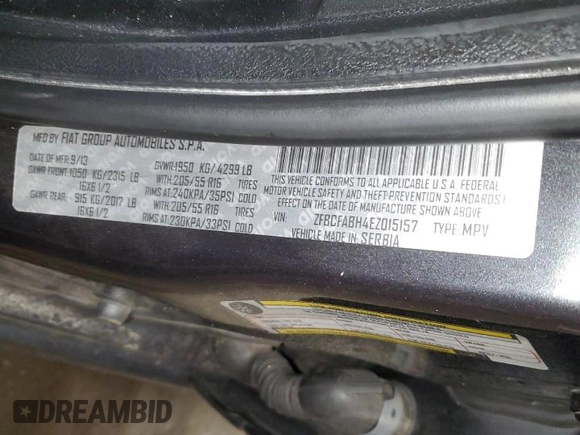 MFD BY FIAT GROUP AUTOMOBILES S.P.A.
DATE OF MFR 9/13 GVWR 1950 KG/4299 LB
GAWR FRONT 1050 KG/2315 LB WITH 205/55 R16 TIRES
16X6 1/2 RIMS AT 240KPA/35PSI COLD
GAWR REAR: 915 KG/2017 LB WITH 205/55 R16 TIRES
16X6 1/2 RIMS AT 230KPA/33PSI COLD
THIS VEHICLE CONFORMS TO ALL APPLICABLE U.S.A. FEDERAL
MOTOR VEHICLE SAFETY AND THEFT PREVENTION STANDARDS
IN EFFECT ON THE DATE OF MANUFACTURE SHOWN ABOVE.
VIN: ZFBCFABH4EZ015157 TYPE MPV
VEHICLE MADE IN SERBIA
DREAMBID